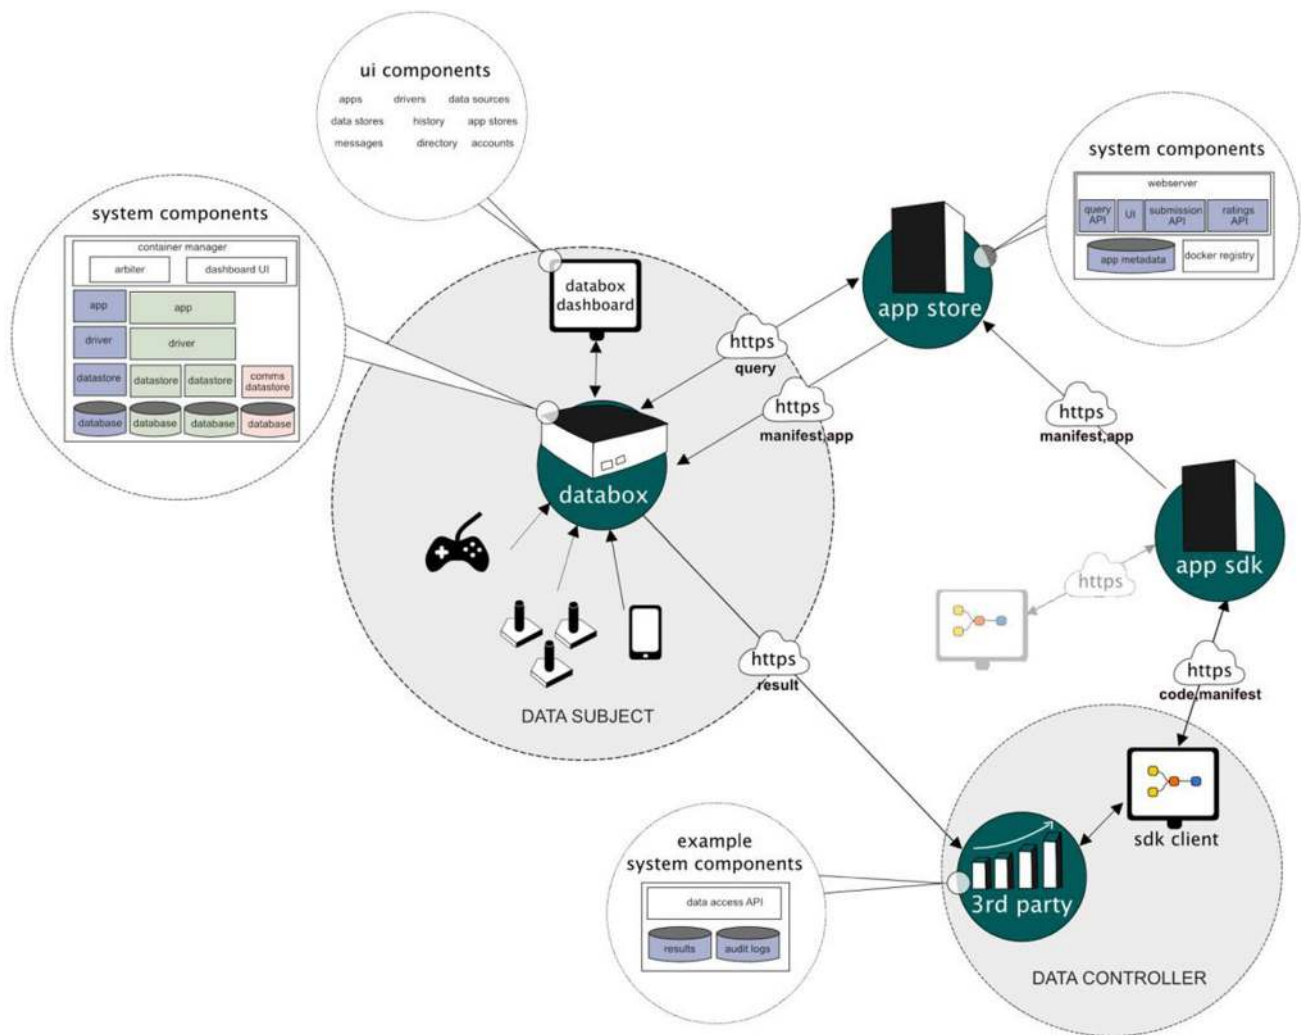 ui components
apps drivers data sources
data stores history app stores
messages directory accounts
system components
container manager
arbiter dashboard UI
app app
driver driver
datastore datastore datastore comms
datastore
database database database database
databox
dashboard
system components
webserver
query
API
UI
submission
API
ratings
API
app metadata
docker registry
app store
https
query
https
manifest,app
https
manifest,app
databox
app sdk
https
https
code,manifest
https
result
DATA SUBJECT
sdk client
3rd party
DATA CONTROLLER
example
system components
data access API
results audit logs